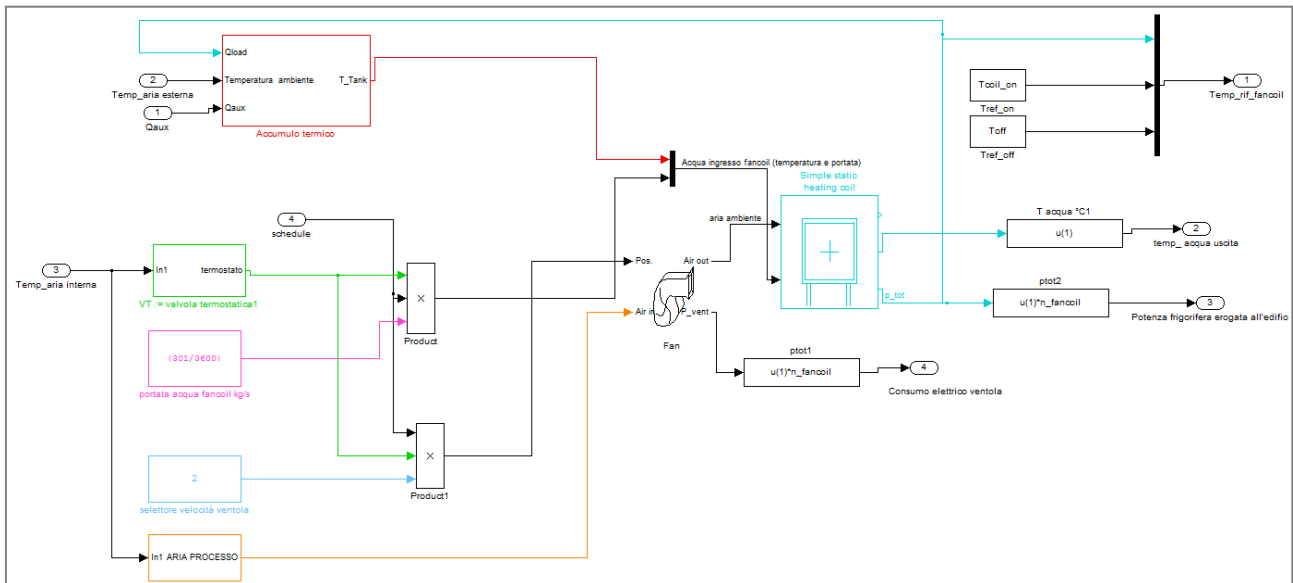 Qload
2
Temperatura ambiente
T_Tank
Temp_aria esterna
1
Qaux
Qaux
Accumulo termico
Tcoil_on
Tref_on
Toff
Tref_off
1
Temp_rif_fancoil
Acqua ingresso fancoil (temperatura e portata)
Simple static
heating coil
aria ambiente
p_tot
T acqua °C1
u(1)
2
temp_ acqua uscita
ptot2
u(1)*n_fancoil
3
Potenza frigorifera erogata all'edifio
4
schedule
3
Temp_aria interna
In1
termostato
VT := valvola termostatica1
×
Product
(301/3600)
portata acqua fancoil kg/s
Pos.
Air out
Air in
P_vent
Fan
ptot1
u(1)*n_fancoil
4
Consumo elettrico ventola
×
Product1
2
selettore velocità ventola
In1 ARIA PROCESSO